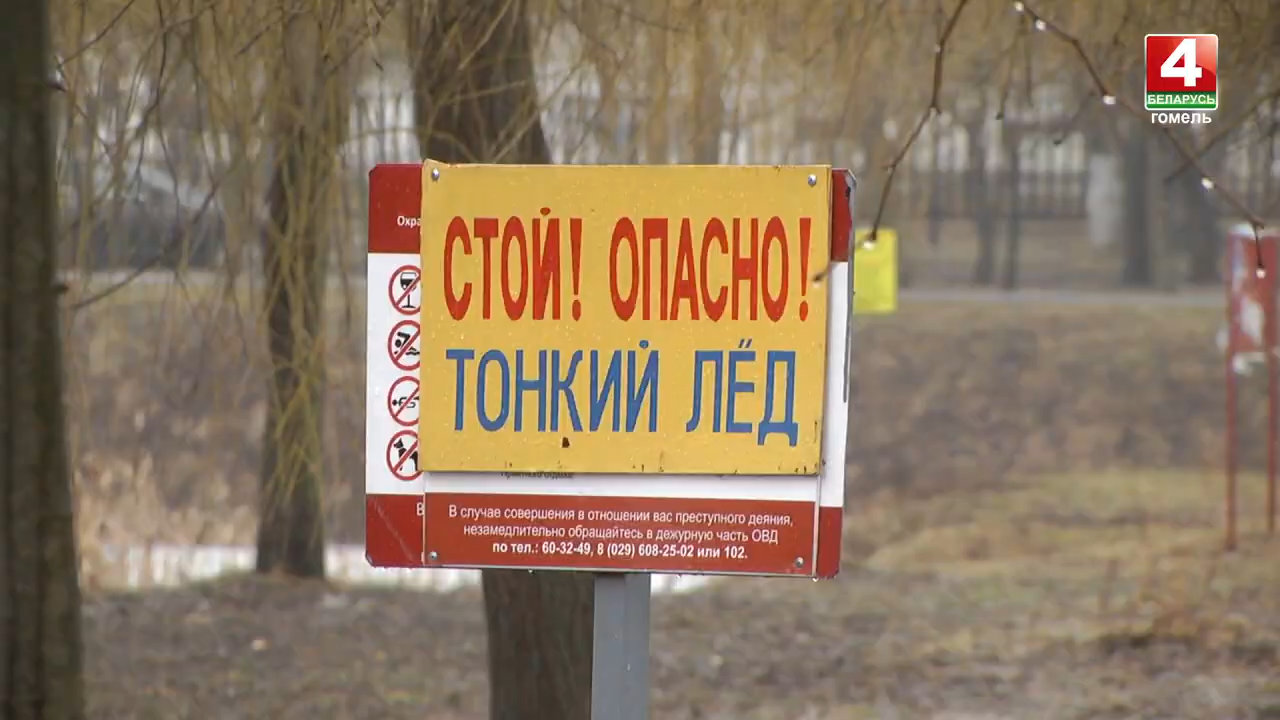 4
БЕЛАРУСЬ
ГОМЕЛЬ
СТОЙ! ОПАСНО!
ТОНКИЙ ЛЁД
В случае совершения в отношении вас преступного деяния,
незамедлительно обращайтесь в дежурную часть ОВД
по тел.: 60-32-49, 8 (029) 608-25-02 или 102.